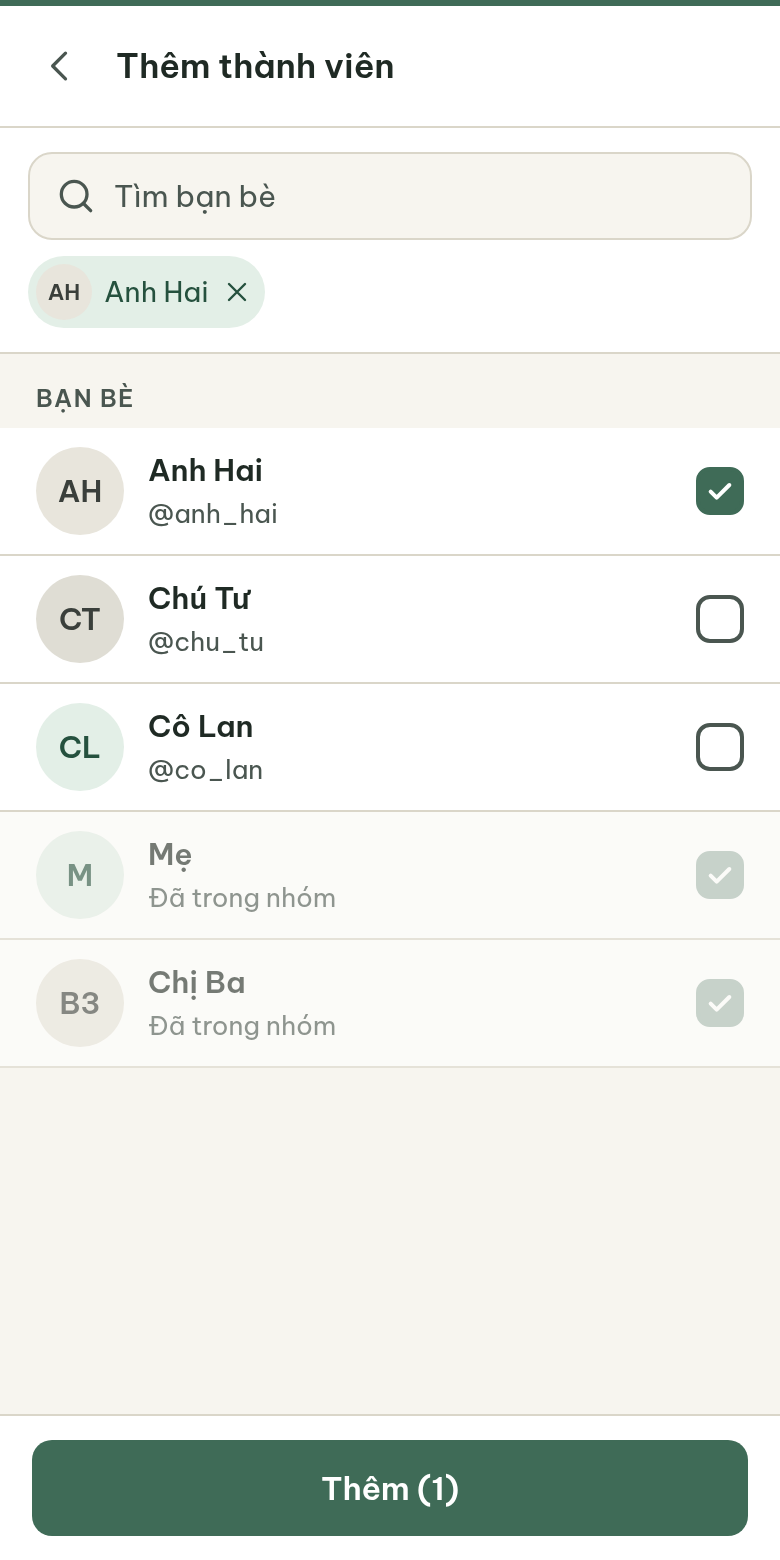 Thêm thành viên
Tìm bạn bè
AH Anh Hai
BẠN BÈ
AH
Anh Hai
@anh_hai
CT
Chú Tư
@chu_tu
CL
Cô Lan
@co_lan
M
Mẹ
Đã trong nhóm
B3
Chị Ba
Đã trong nhóm
Thêm (1)